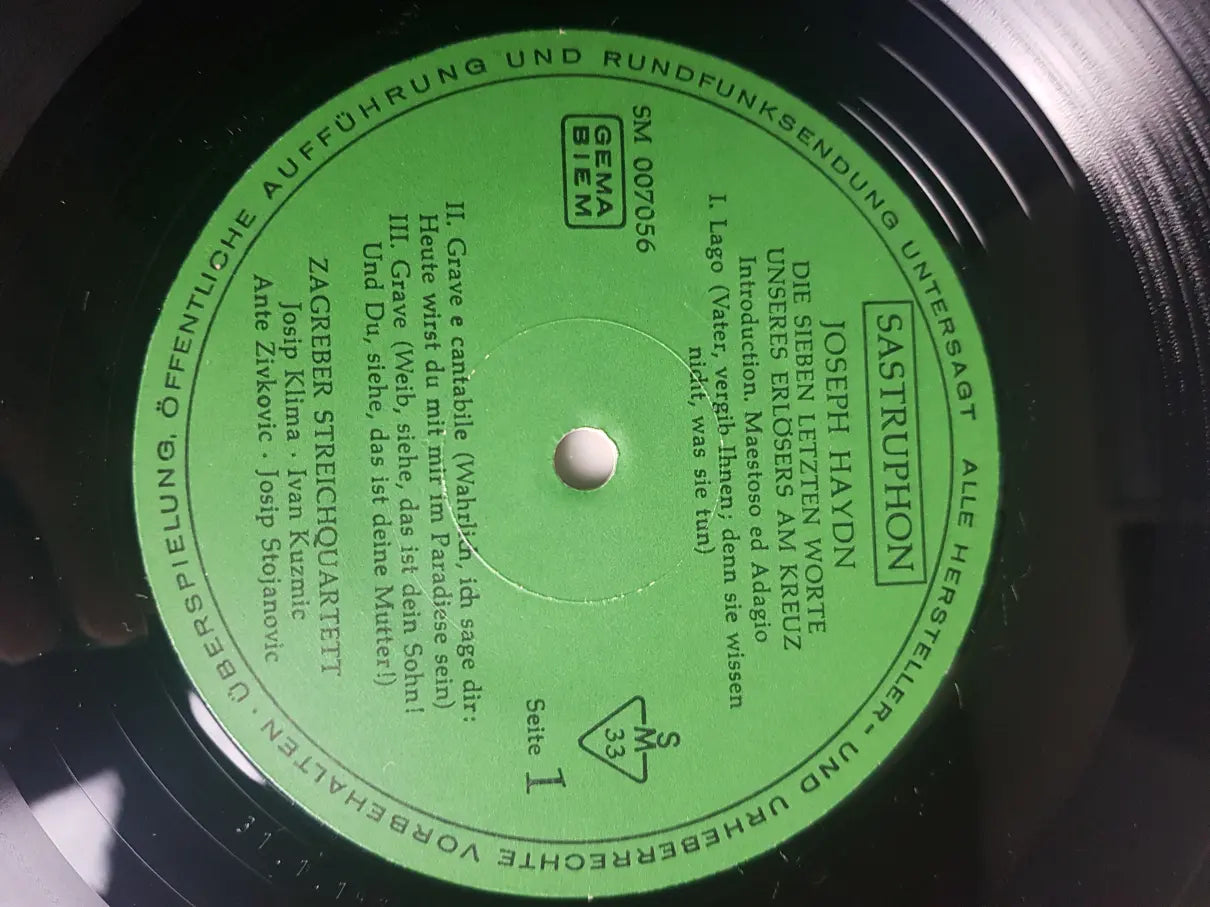 SASTRUPHON
JOSEPH HAYDN
DIE SIEBEN LETZTEN WORTE
UNSERES ERLÖSERS AM KREUZ
Introduction. Maestoso ed Adagio
I. Lago (Vater, vergib Ihnen, denn sie wissen
nicht, was sie tun)
SM 007056
GEMA
BIEM
S
M
33
Seite 1
II. Grave e cantabile (Wahrlich, ich sage dir:
Heute wirst du mit mir im Paradiese sein)
III. Grave (Weib, siehe, das ist dein Sohn!
Und Du, siehe, das ist deine Mutter!)
ZAGREBER STREICHQUARTETT
Josip Klima · Ivan Kuzmic
Ante Zivkovic · Josip Stojanovic
ALLE HERSTELLER- UND URHEBERRECHTE VORBEHALTEN · ÜBERSPIELUNG, ÖFFENTLICHE AUFFÜHRUNG UND RUNDFUNKSENDUNG UNTERSAGT